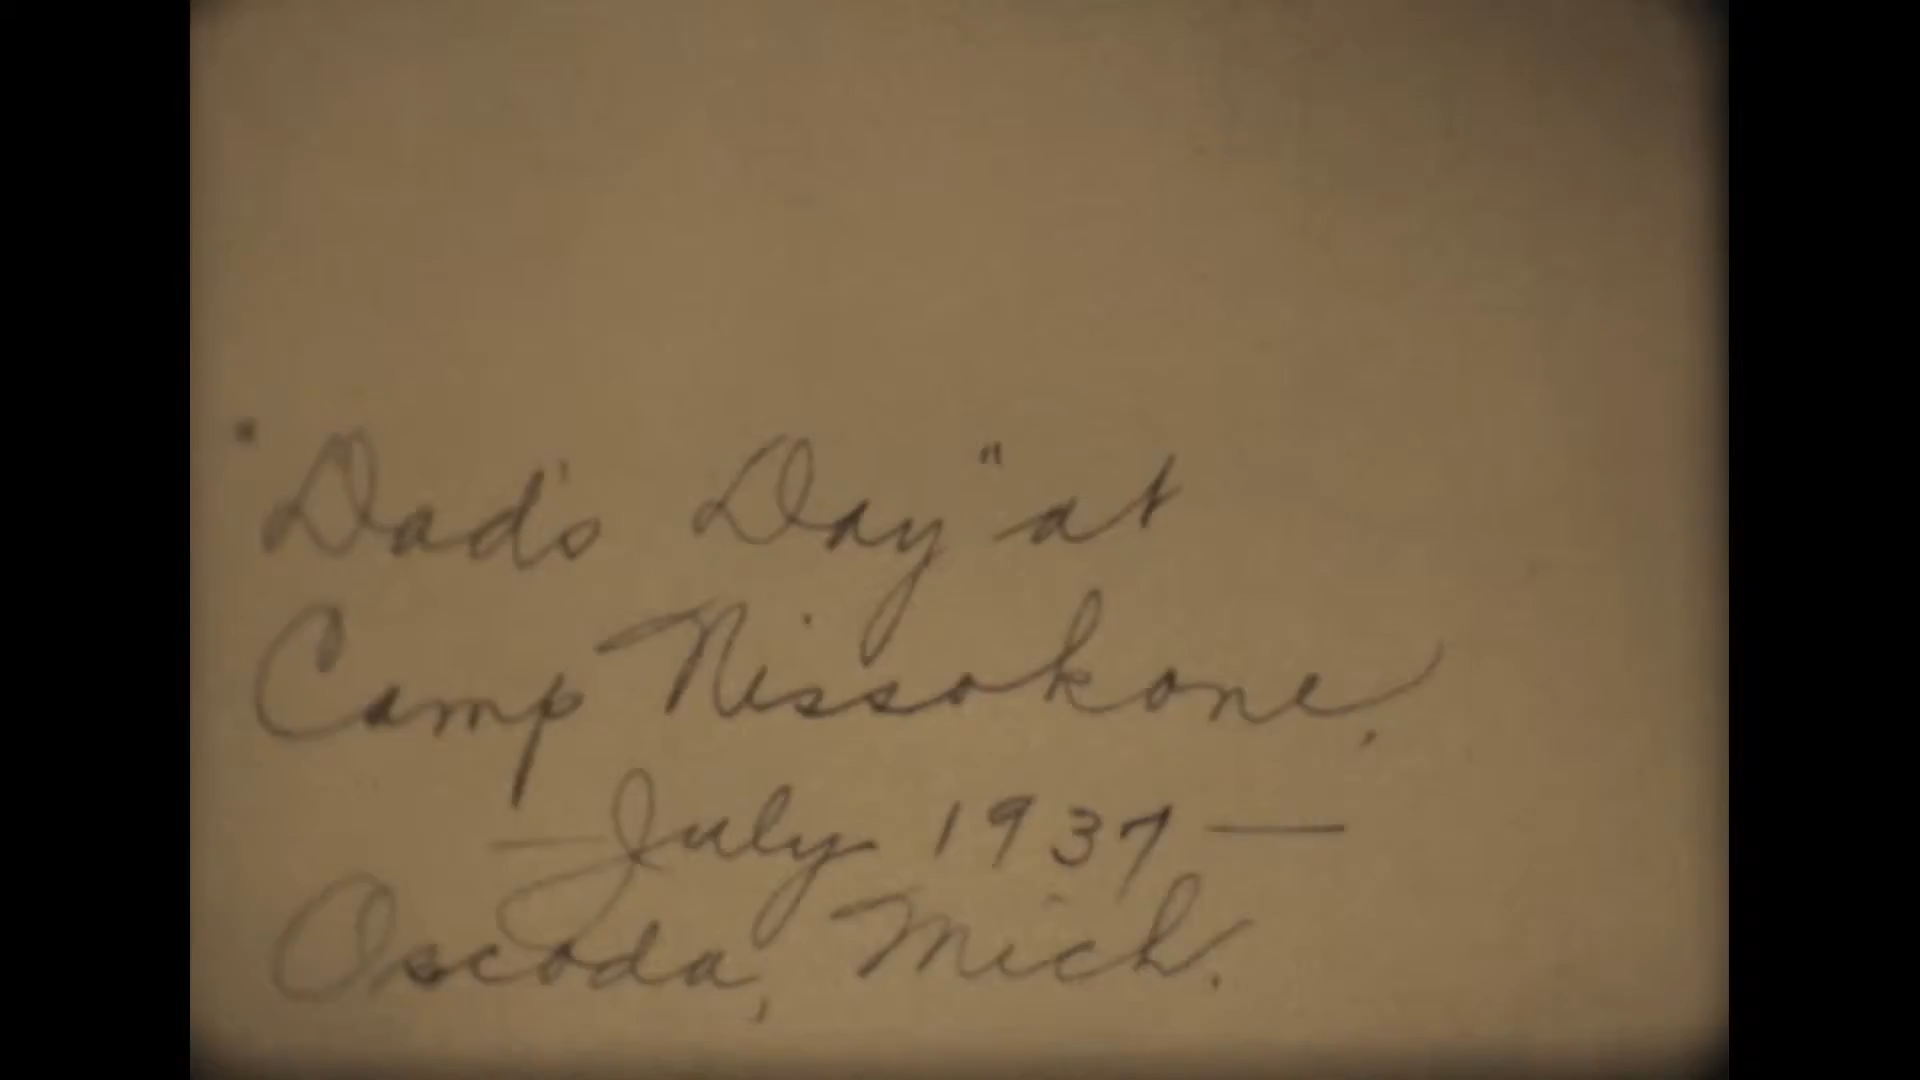 "Dad's Day" at
Camp Nissokone,
— July 1937 —
Oscoda, Mich.